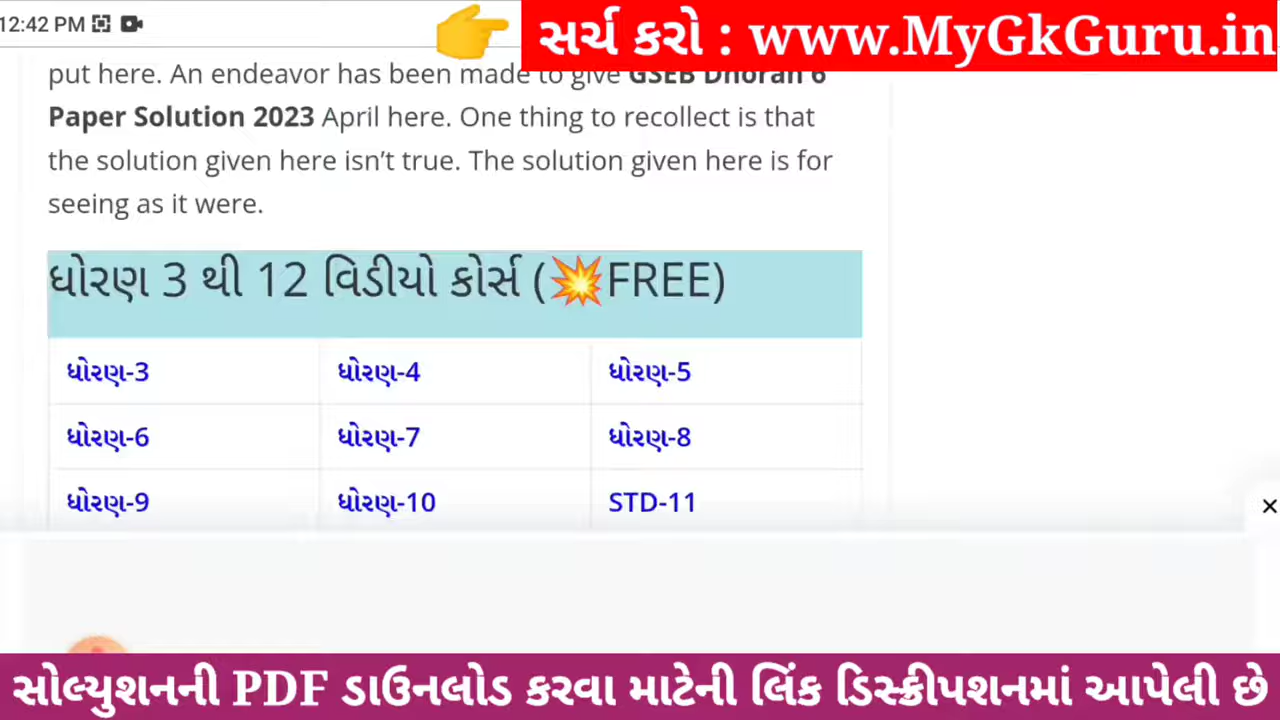 12:42 PM
સર્ચ કરો : www.MyGkGuru.in
put here. An endeavor has been made to give GSEB Dhoran 6
Paper Solution 2023 April here. One thing to recollect is that
the solution given here isn’t true. The solution given here is for
seeing as it were.
ધોરણ 3 થી 12 વિડીયો કોર્સ (💥FREE)
ધોરણ-3 ધોરણ-4 ધોરણ-5
ધોરણ-6 ધોરણ-7 ધોરણ-8
ધોરણ-9 ધોરણ-10 STD-11
સોલ્યુશનની PDF ડાઉનલોડ કરવા માટેની લિંક ડિસ્ક્રીપશનમાં આપેલી છે